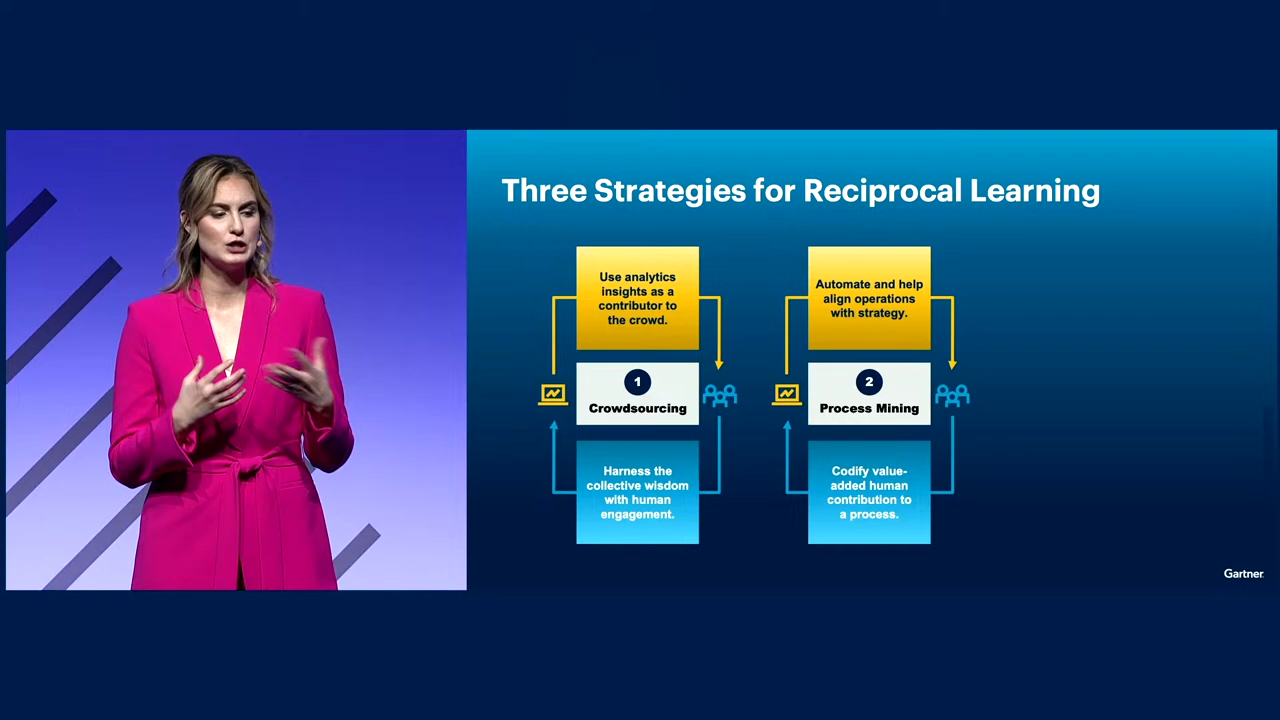 Three Strategies for Reciprocal Learning
Use analytics
insights as a
contributor to
the crowd.
1
Crowdsourcing
Harness the
collective wisdom
with human
engagement.
Automate and help
align operations
with strategy.
2
Process Mining
Codify value-
added human
contribution to
a process.
Gartner